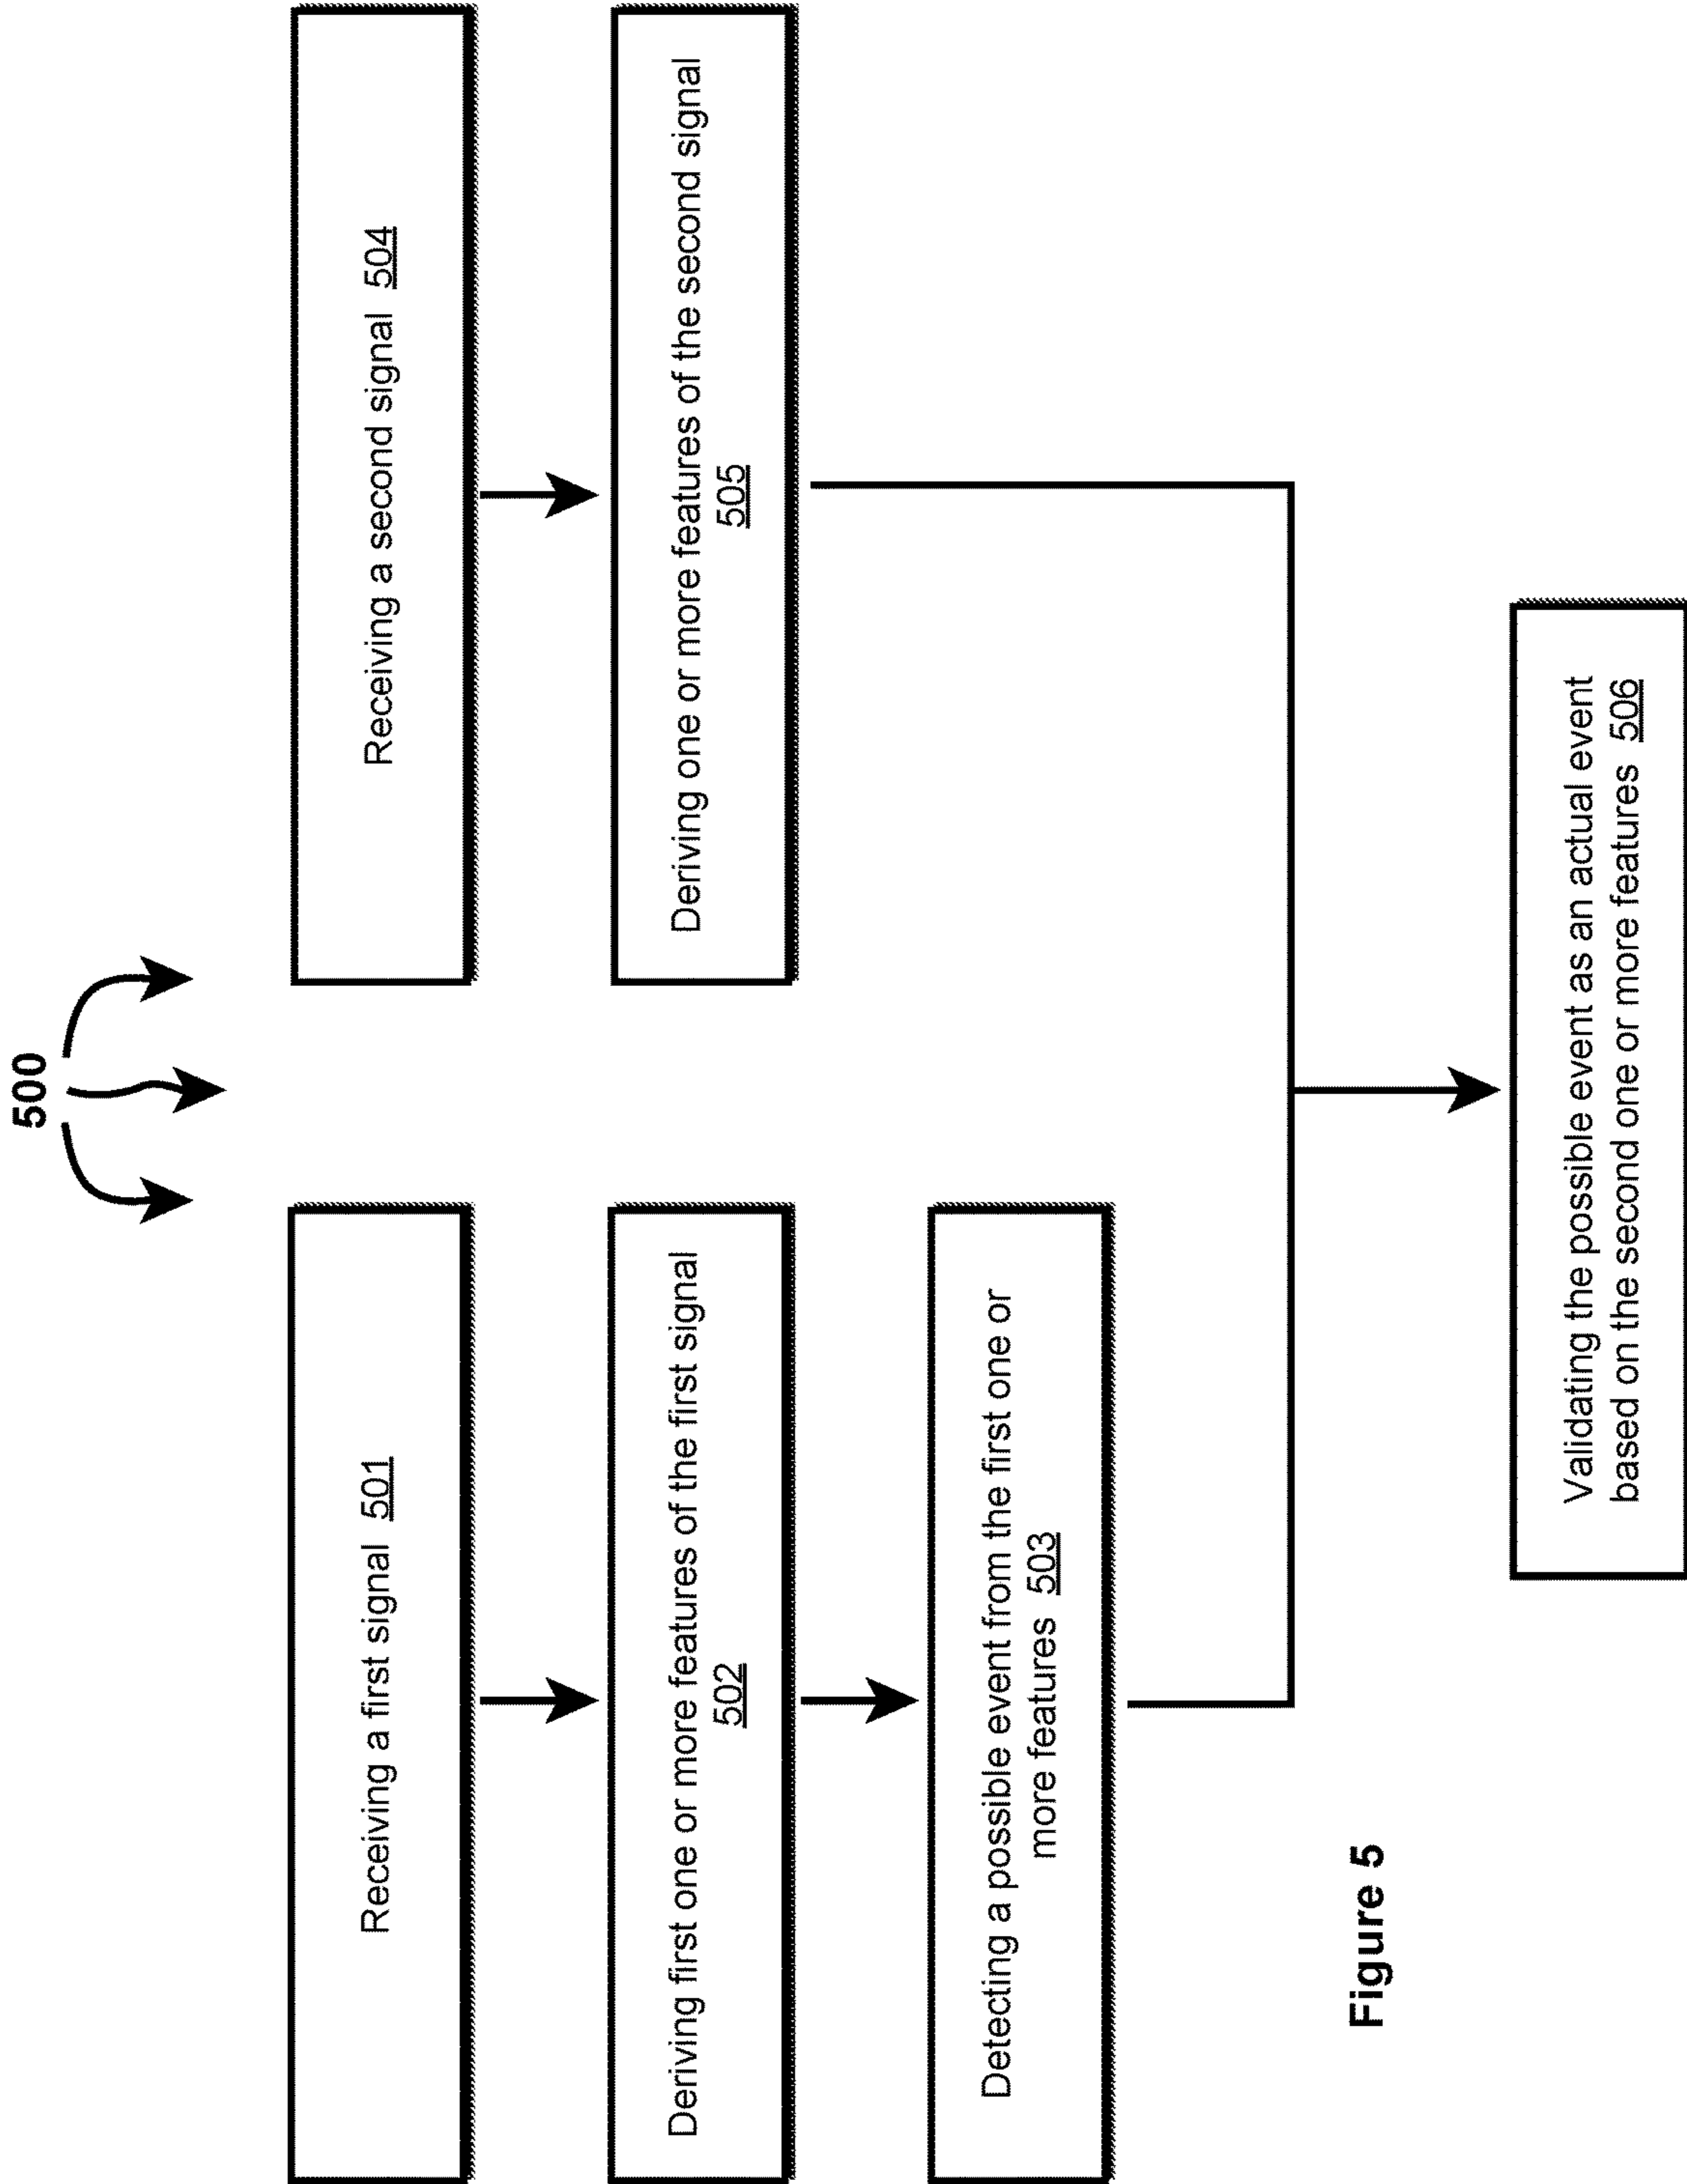 500
Receiving a first signal 501
Deriving first one or more features of the first signal
502
Detecting a possible event from the first one or
more features 503
Receiving a second signal 504
Deriving one or more features of the second signal
505
Validating the possible event as an actual event
based on the second one or more features 506
Figure 5